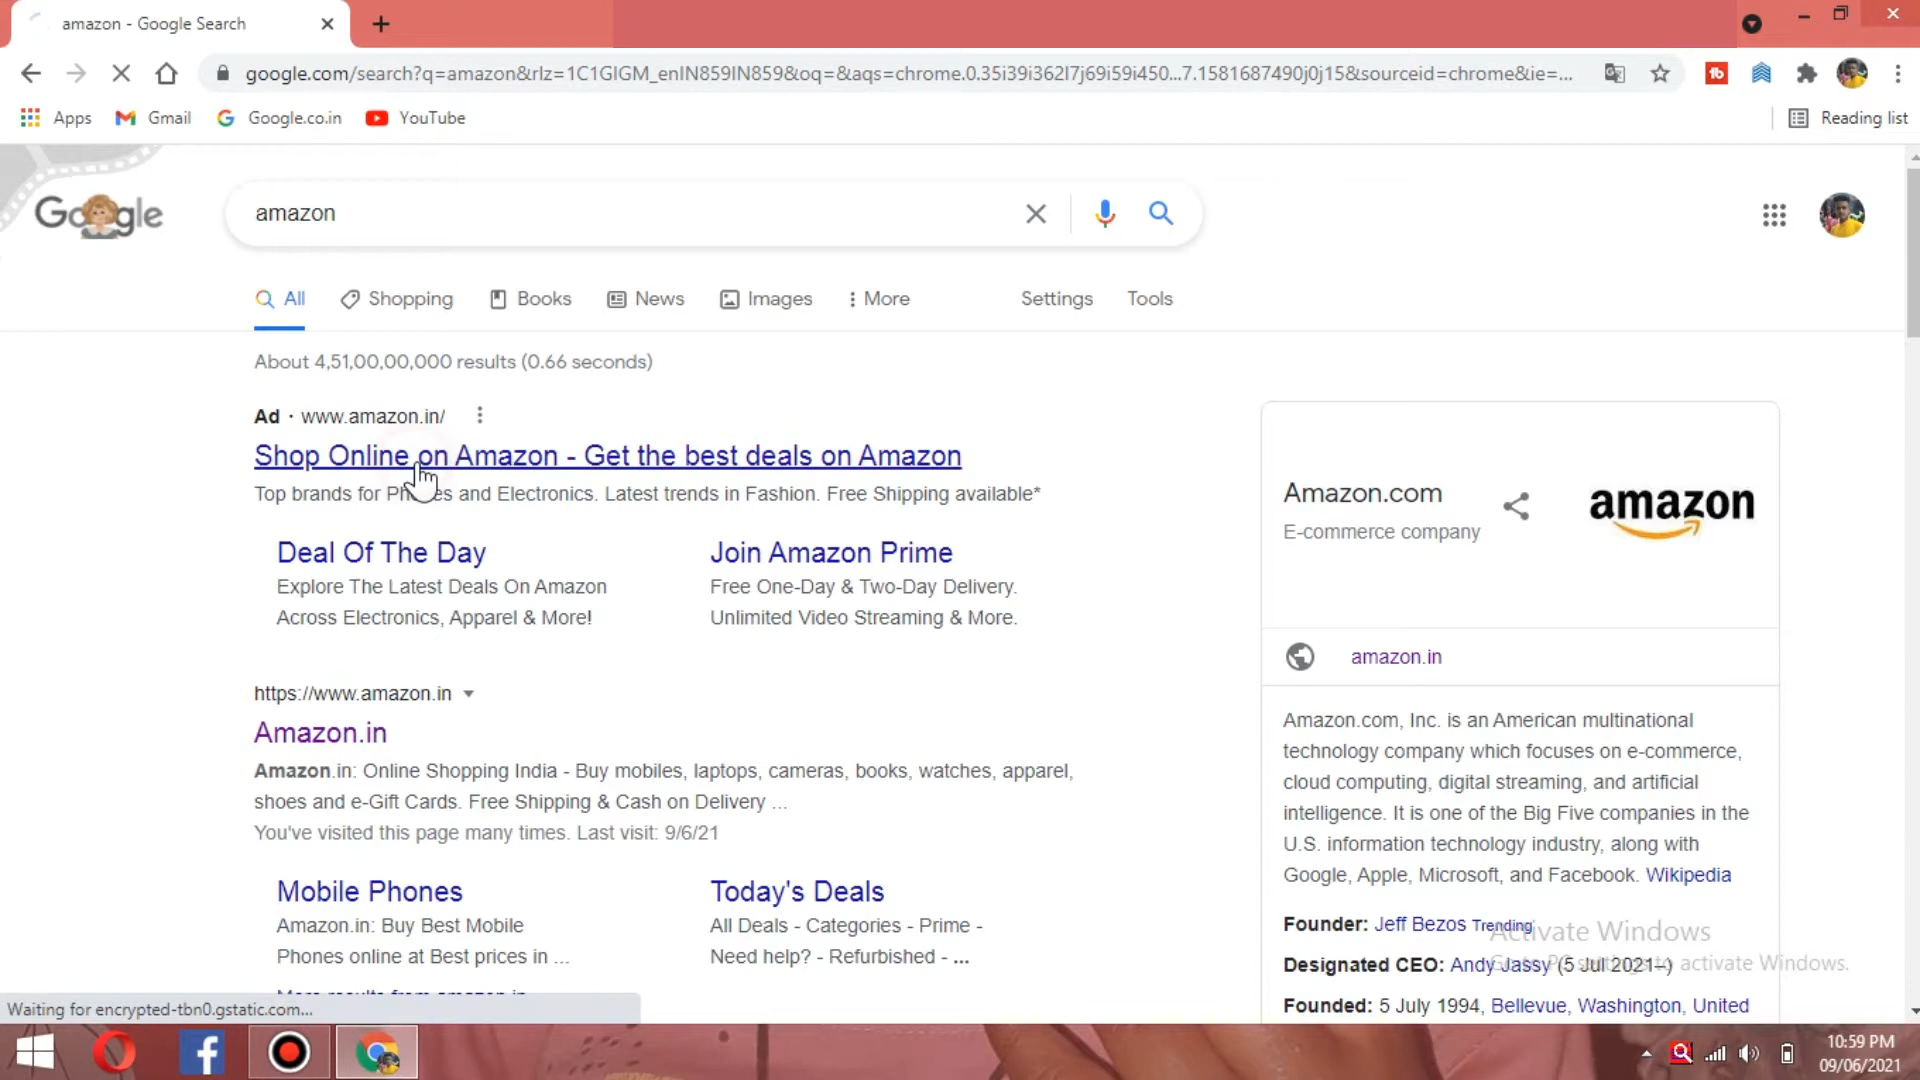 amazon - Google Search
google.com/search?q=amazon&rlz=1C1GIGM_enIN859IN859&oq=&aqs=chrome.0.35i39i362l7j69i59i450...7.1581687490j0j15&sourceid=chrome&ie=...
Apps Gmail Google.co.in YouTube Reading list
Google amazon
All Shopping Books News Images More Settings Tools
About 4,51,00,00,000 results (0.66 seconds)
Ad · www.amazon.in/
Shop Online on Amazon - Get the best deals on Amazon
Top brands for Phones and Electronics. Latest trends in Fashion. Free Shipping available*
Deal Of The Day
Explore The Latest Deals On Amazon
Across Electronics, Apparel & More!
Join Amazon Prime
Free One-Day & Two-Day Delivery.
Unlimited Video Streaming & More.
https://www.amazon.in
Amazon.in
Amazon.in: Online Shopping India - Buy mobiles, laptops, cameras, books, watches, apparel,
shoes and e-Gift Cards. Free Shipping & Cash on Delivery ...
You've visited this page many times. Last visit: 9/6/21
Mobile Phones
Amazon.in: Buy Best Mobile
Phones online at Best prices in ...
Today's Deals
All Deals - Categories - Prime -
Need help? - Refurbished - ...
More results from amazon.in
Amazon.com
E-commerce company
amazon
amazon.in
Amazon.com, Inc. is an American multinational
technology company which focuses on e-commerce,
cloud computing, digital streaming, and artificial
intelligence. It is one of the Big Five companies in the
U.S. information technology industry, along with
Google, Apple, Microsoft, and Facebook. Wikipedia
Founder: Jeff Bezos Trending
Designated CEO: Andy Jassy (5 Jul 2021–)
Founded: 5 July 1994, Bellevue, Washington, United
Activate Windows
Go to PC settings to activate Windows.
Waiting for encrypted-tbn0.gstatic.com...
10:59 PM
09/06/2021